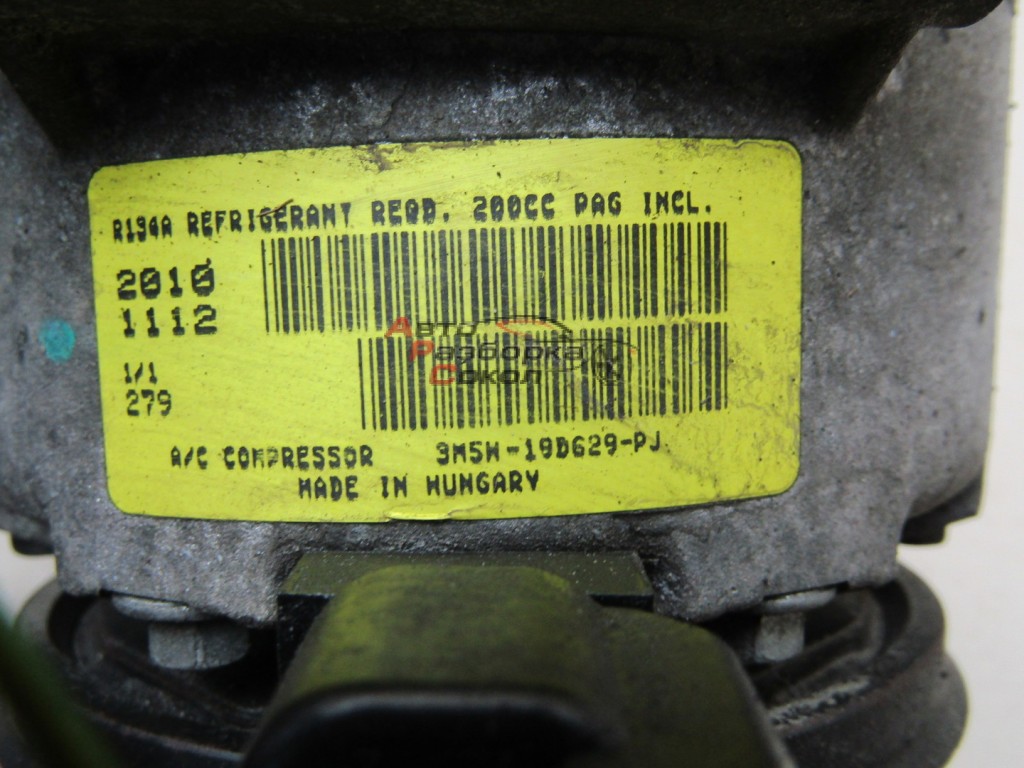 R134A REFRIGERANT REQD. 200CC PAG INCL.
2010
1112
1/1
279
Авто
Разборка
Сокол
A/C COMPRESSOR 3M5H-19D629-PJ
MADE IN HUNGARY